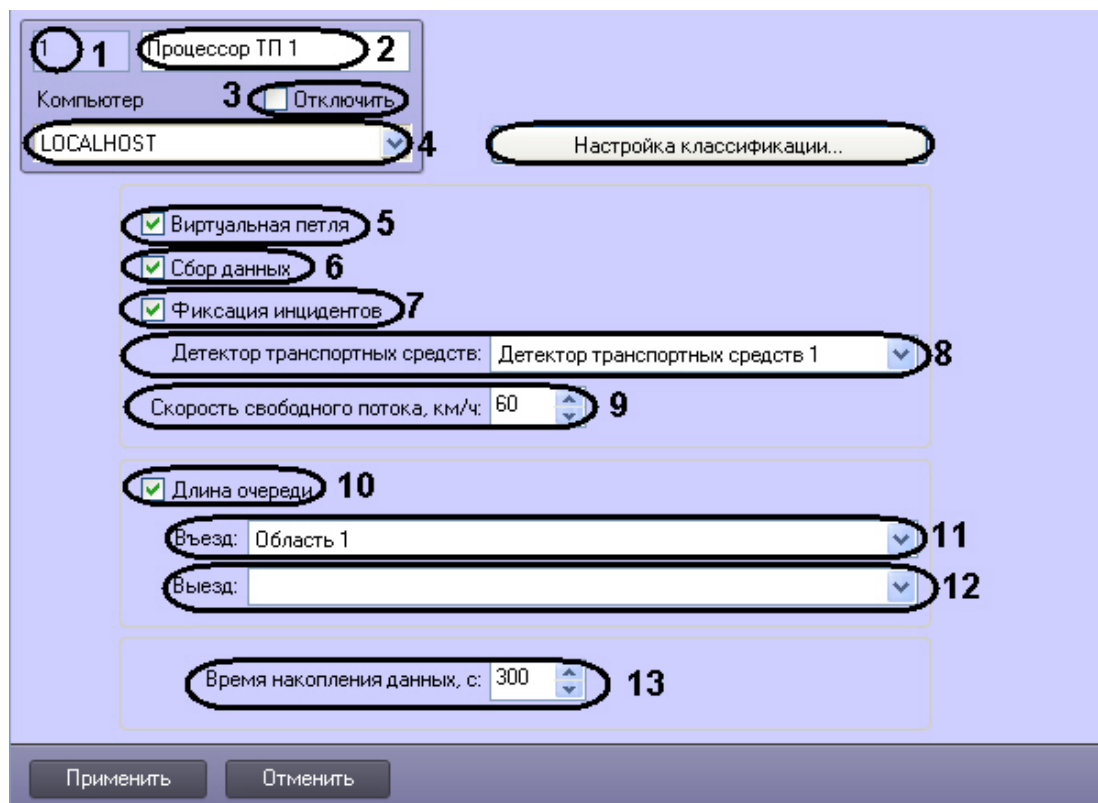 1 1 Процессор ТП 1 2
Компьютер 3 Отключить
LOCALHOST 4 Настройка классификации...
Виртуальная петля 5
Сбор данных 6
Фиксация инцидентов 7
Детектор транспортных средств: Детектор транспортных средств 1 8
Скорость свободного потока, км/ч: 60 9
Длина очереди 10
Въезд: Область 1 11
Выезд: 12
Время накопления данных, с: 300 13
Применить Отменить